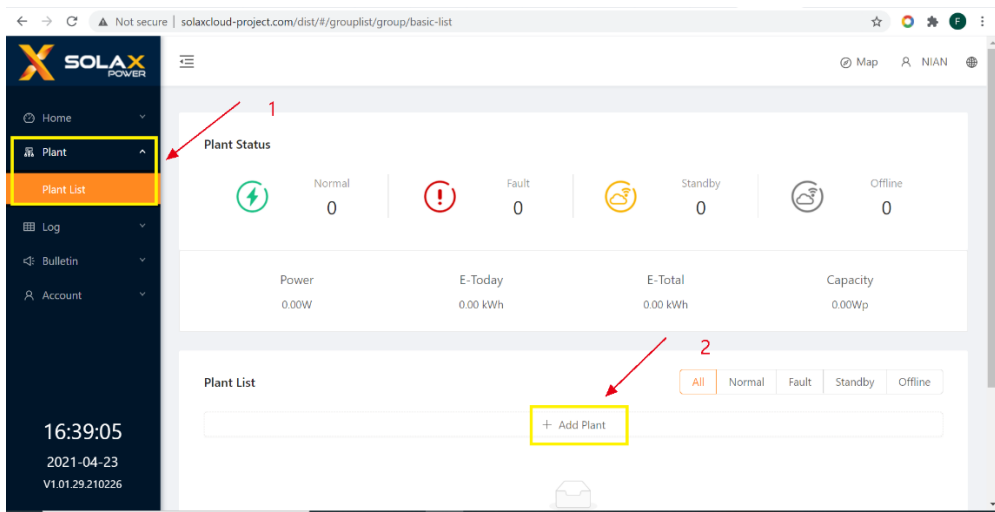 Not secure | solaxcloud-project.com/dist/#/grouplist/group/basic-list F
SOLAX
POWER
Map NIAN
Home
1
Plant
Plant Status
Plant List
Normal Fault Standby Offline
0 0 0 0
Log
Bulletin
Power E-Today E-Total Capacity
Account
0.00W 0.00 kWh 0.00 kWh 0.00Wp
2
Plant List All Normal Fault Standby Offline
+ Add Plant
16:39:05
2021-04-23
V1.01.29.210226